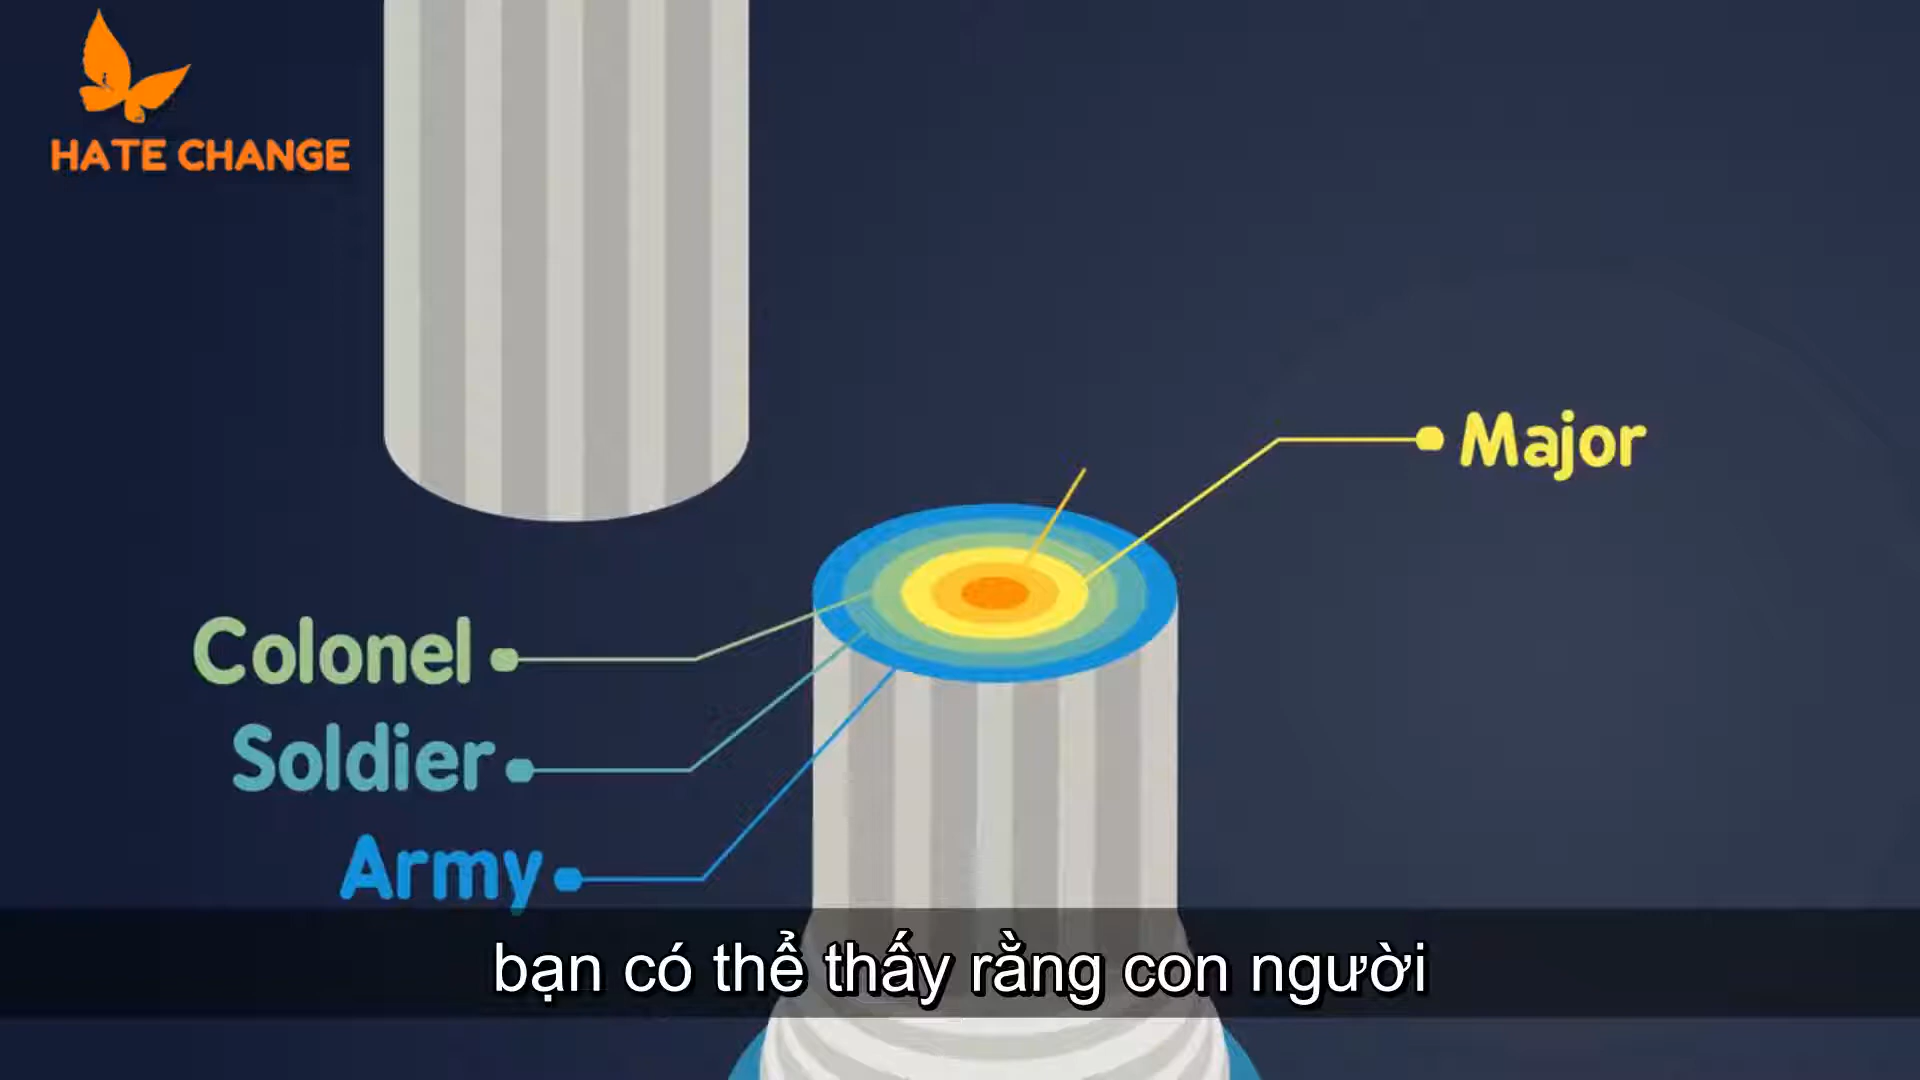 HATE CHANGE
Major
Colonel
Soldier
Army
bạn có thể thấy rằng con người